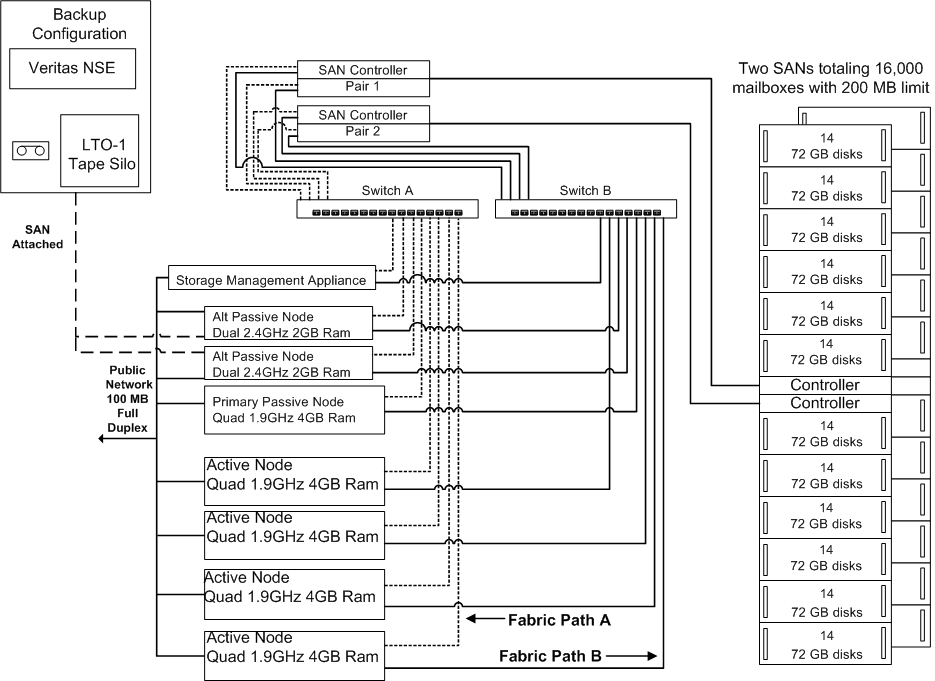 Backup
Configuration
Veritas NSE
LTO-1
Tape Silo
SAN
Attached
SAN Controller
Pair 1
SAN Controller
Pair 2
Switch A
Switch B
Two SANs totaling 16,000
mailboxes with 200 MB limit
Storage Management Appliance
Alt Passive Node
Dual 2.4GHz 2GB Ram
Alt Passive Node
Dual 2.4GHz 2GB Ram
Primary Passive Node
Quad 1.9GHz 4GB Ram
Public
Network
100 MB
Full
Duplex
Active Node
Quad 1.9GHz 4GB Ram
Active Node
Quad 1.9GHz 4GB Ram
Active Node
Quad 1.9GHz 4GB Ram
Active Node
Quad 1.9GHz 4GB Ram
Fabric Path A
Fabric Path B
14
72 GB disks
14
72 GB disks
14
72 GB disks
14
72 GB disks
14
72 GB disks
14
72 GB disks
Controller
Controller
14
72 GB disks
14
72 GB disks
14
72 GB disks
14
72 GB disks
14
72 GB disks
14
72 GB disks